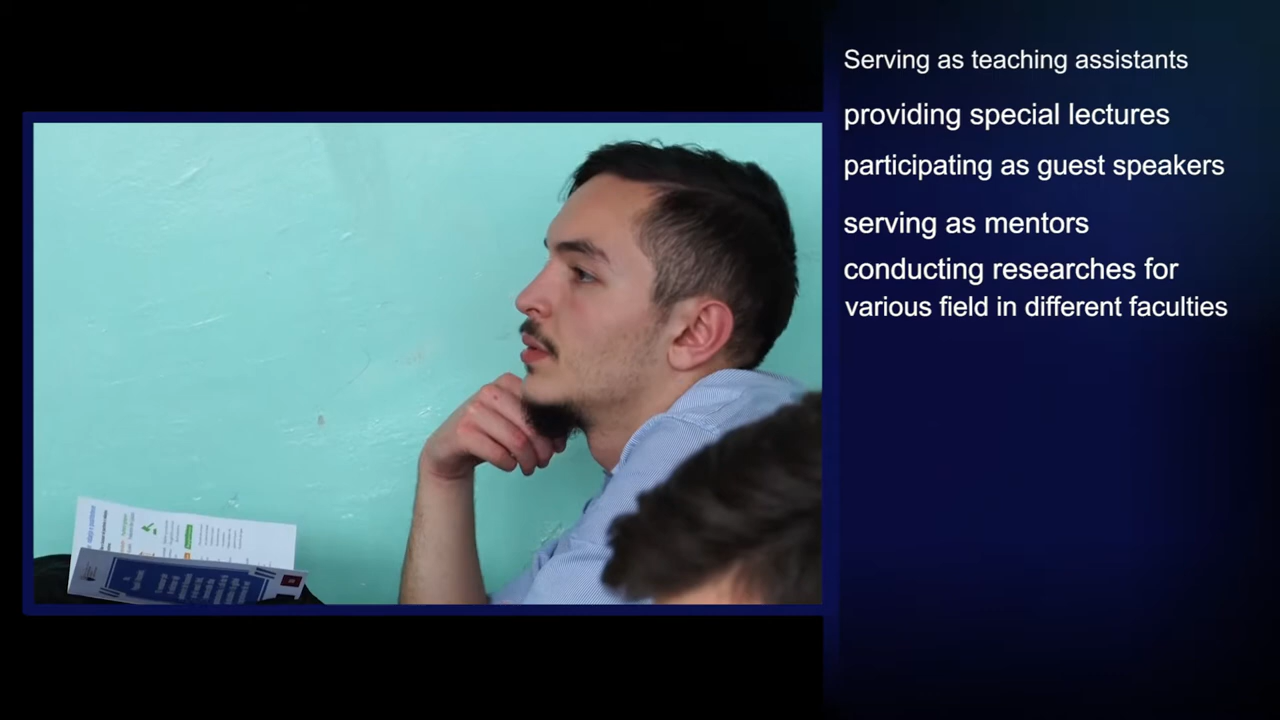 Serving as teaching assistants
providing special lectures
participating as guest speakers
serving as mentors
conducting researches for
various field in different faculties